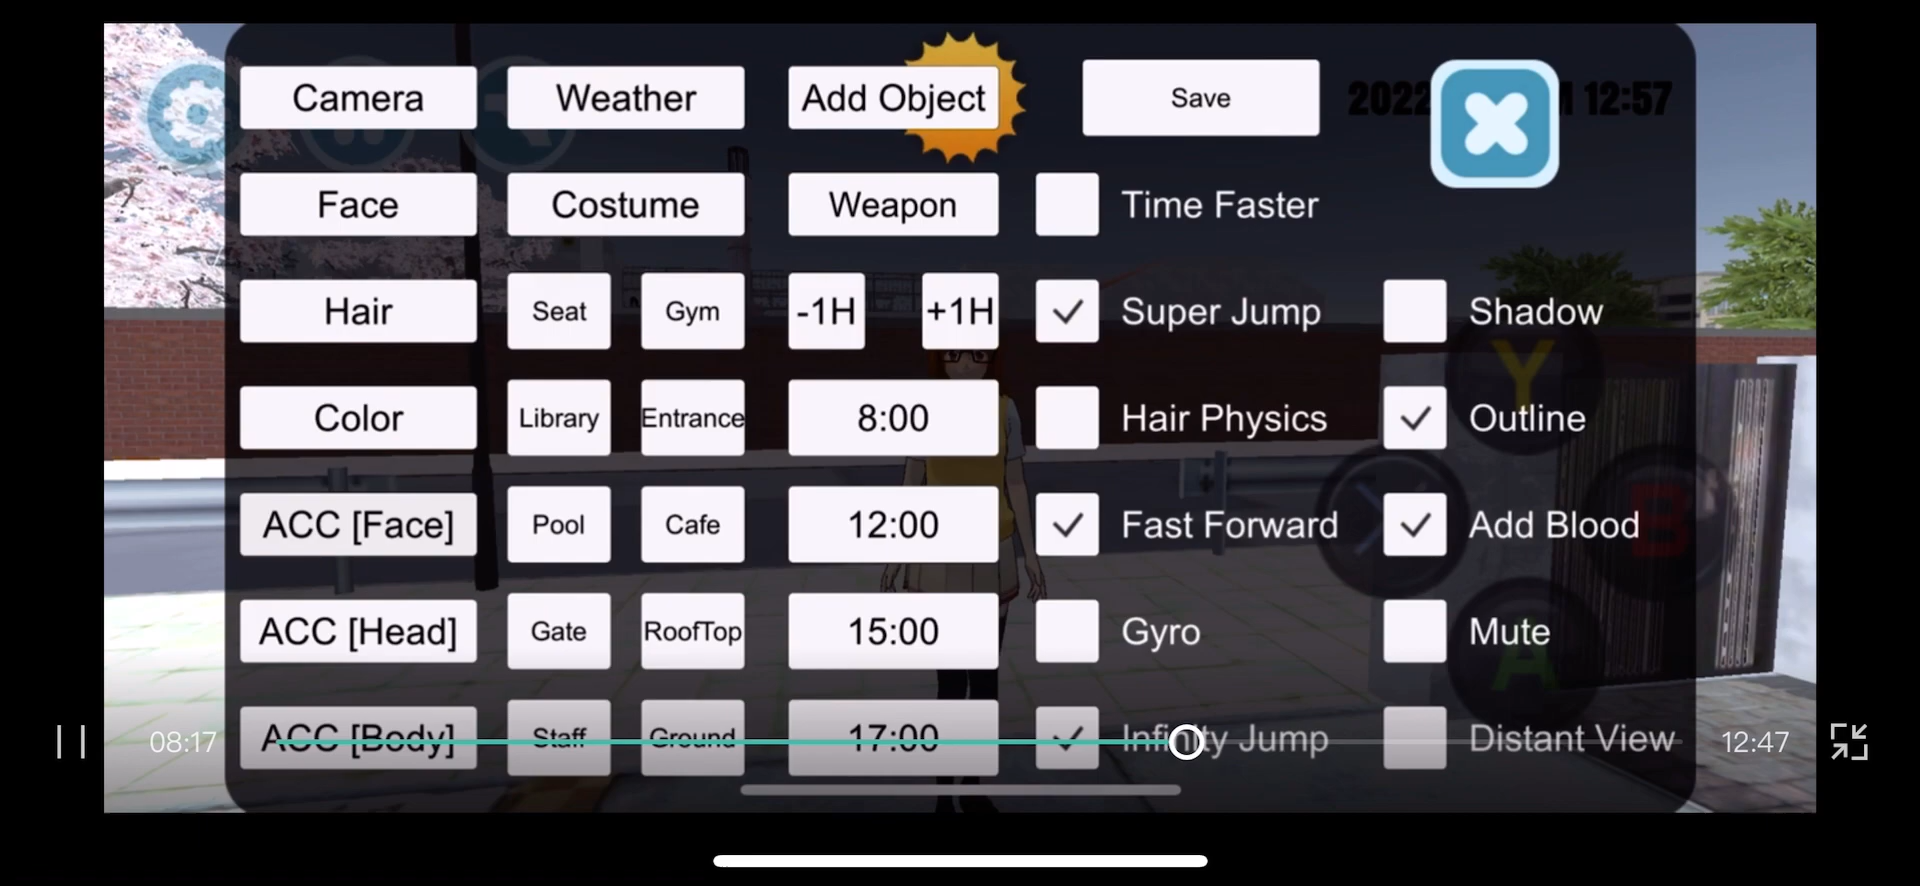 Camera Weather Add Object Save 2022 12:57
Face Costume Weapon Time Faster
Hair Seat Gym -1H +1H Super Jump Shadow
Y
Color Library Entrance 8:00 Hair Physics Outline
ACC [Face] Pool Cafe 12:00 Fast Forward X Add Blood B
ACC [Head] Gate RoofTop 15:00 Gyro Mute
A
08:17 ACC [Body] Staff Ground 17:00 Infinity Jump Distant View 12:47